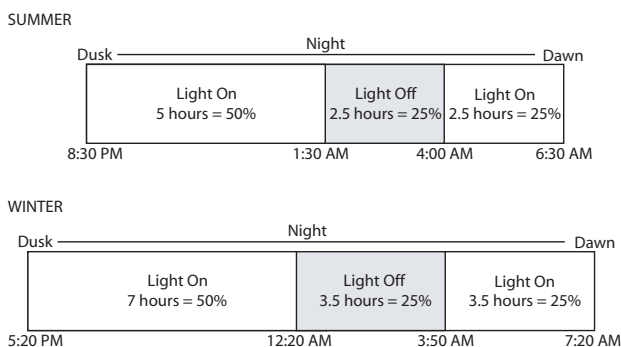 SUMMER
Night
Dusk Dawn
Light On Light Off Light On
5 hours = 50% 2.5 hours = 25% 2.5 hours = 25%
8:30 PM 1:30 AM 4:00 AM 6:30 AM
WINTER
Night
Dusk Dawn
Light On Light Off Light On
7 hours = 50% 3.5 hours = 25% 3.5 hours = 25%
5:20 PM 12:20 AM 3:50 AM 7:20 AM